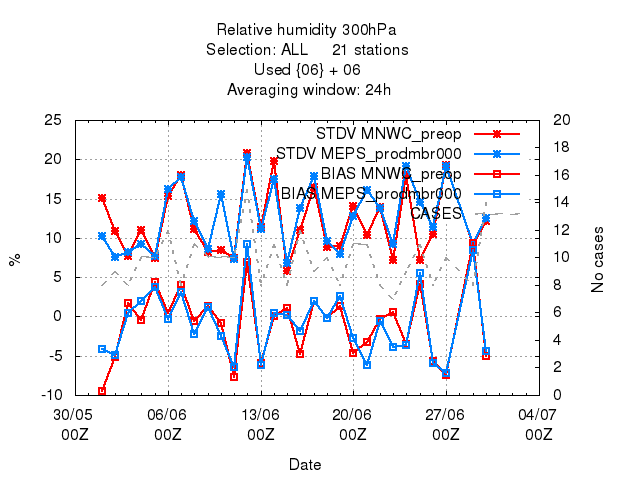 Relative humidity 300hPa
Selection: ALL 21 stations
Used {06} + 06
Averaging window: 24h
25 20
STDV MNWC_preop
18
20 STDV MEPS_prodmbr000
16
BIAS MNWC_preop
15 BIAS MEPS_prodmbr000 14
CASES
12
10
% 10 No cases
5 8
0 6
4
-5
2
-10 0
30/05 06/06 13/06 20/06 27/06 04/07
00Z 00Z 00Z 00Z 00Z 00Z
Date